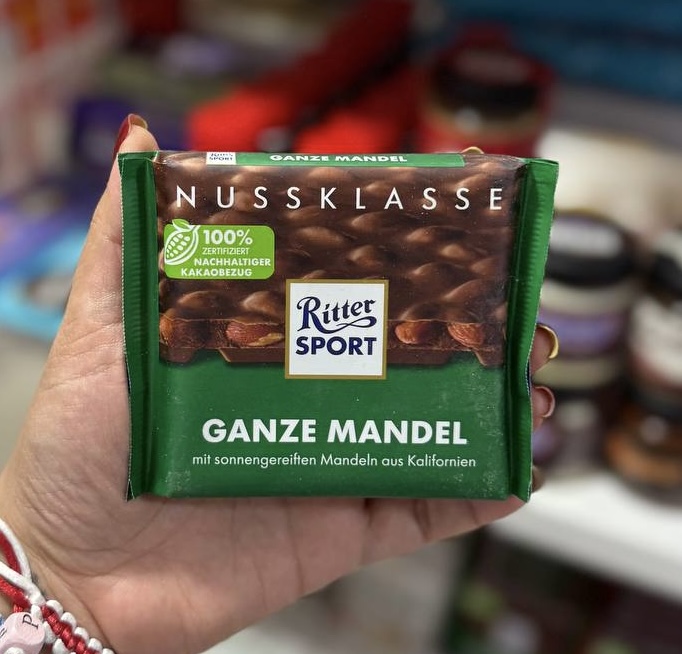 Ritter
SPORT
GANZE MANDEL
NUSSKLASSE
100%
ZERTIFIZIERT
NACHHALTIGER
KAKAOBEZUG
Ritter
SPORT
GANZE MANDEL
mit sonnengereiften Mandeln aus Kalifornien
P